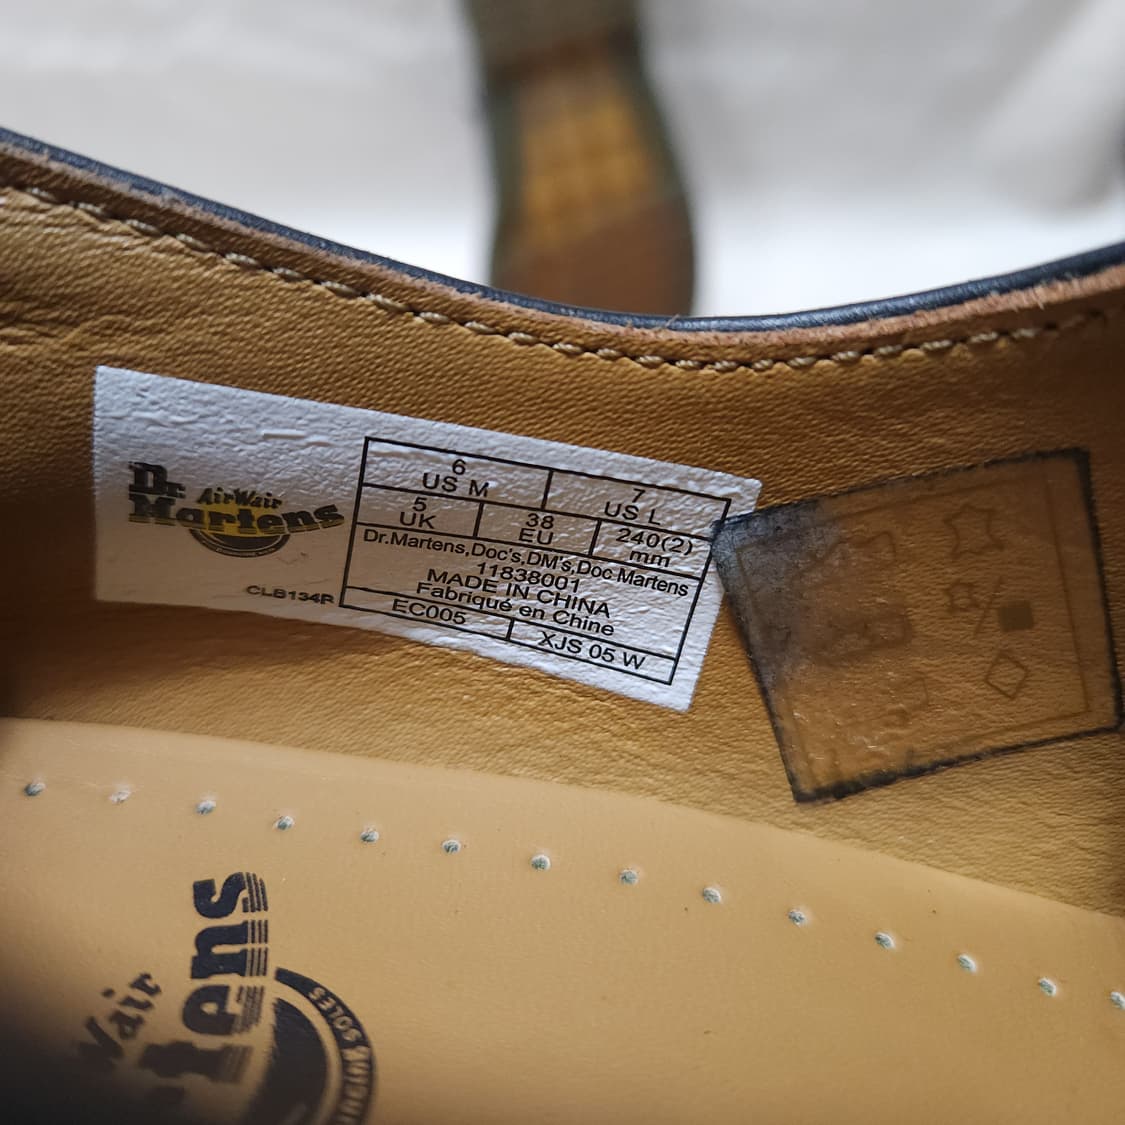 Dr.
AirWair
Martens
CLB134R
6
US M
7
US L
5
UK
38
EU
240(2)
mm
Dr.Martens,Doc's,DM's,Doc Martens
11838001
MADE IN CHINA
Fabriqué en Chine
EC005
XJS 05 W
Wair
tens
SOLES